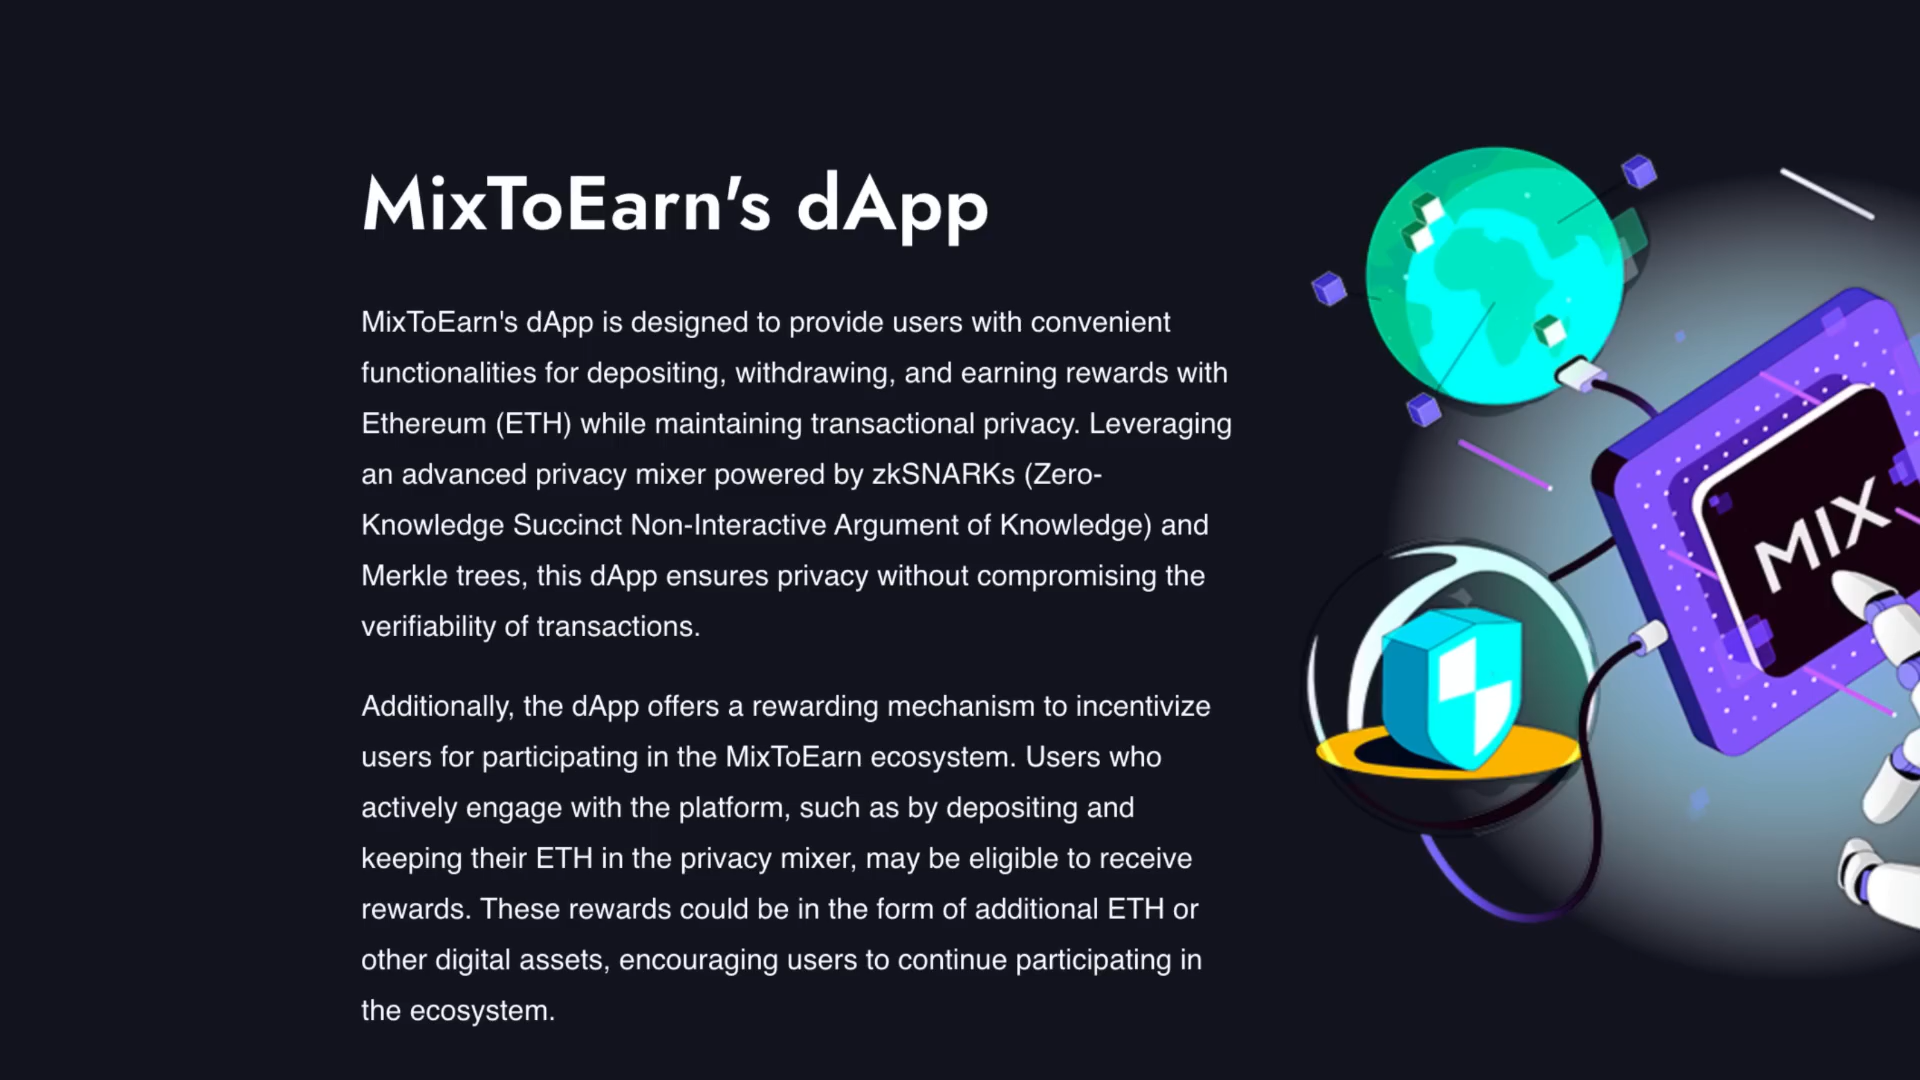 MixToEarn's dApp
MixToEarn's dApp is designed to provide users with convenient
functionalities for depositing, withdrawing, and earning rewards with
Ethereum (ETH) while maintaining transactional privacy. Leveraging
an advanced privacy mixer powered by zkSNARKs (Zero-
Knowledge Succinct Non-Interactive Argument of Knowledge) and
Merkle trees, this dApp ensures privacy without compromising the
verifiability of transactions.
Additionally, the dApp offers a rewarding mechanism to incentivize
users for participating in the MixToEarn ecosystem. Users who
actively engage with the platform, such as by depositing and
keeping their ETH in the privacy mixer, may be eligible to receive
rewards. These rewards could be in the form of additional ETH or
other digital assets, encouraging users to continue participating in
the ecosystem.
MIX